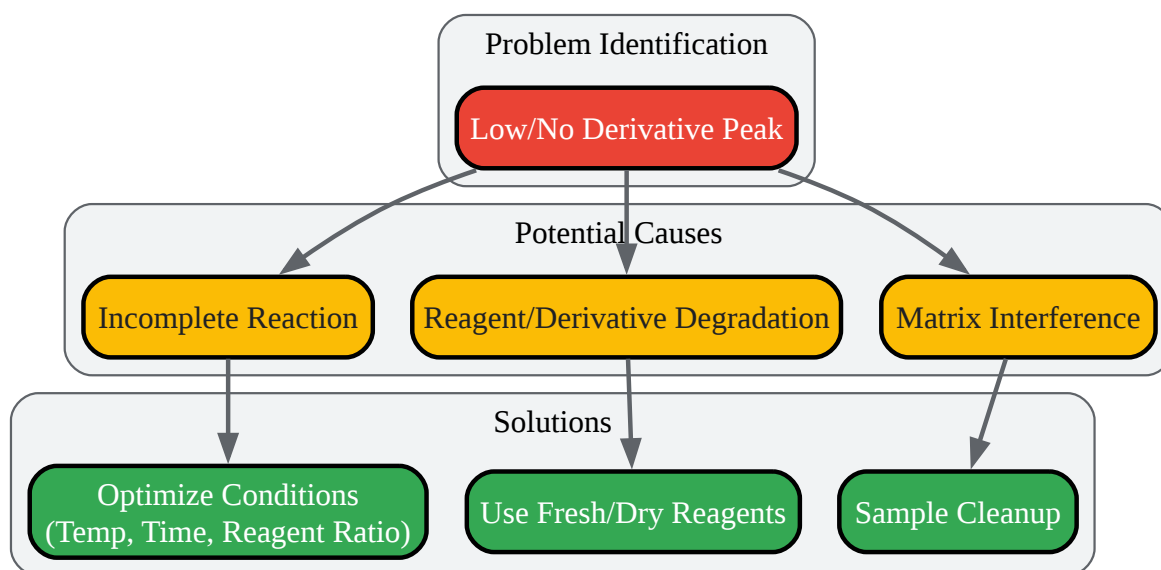 Problem Identification
Low/No Derivative Peak
Potential Causes
Incomplete Reaction
Reagent/Derivative Degradation
Matrix Interference
Solutions
Optimize Conditions
(Temp, Time, Reagent Ratio)
Use Fresh/Dry Reagents
Sample Cleanup